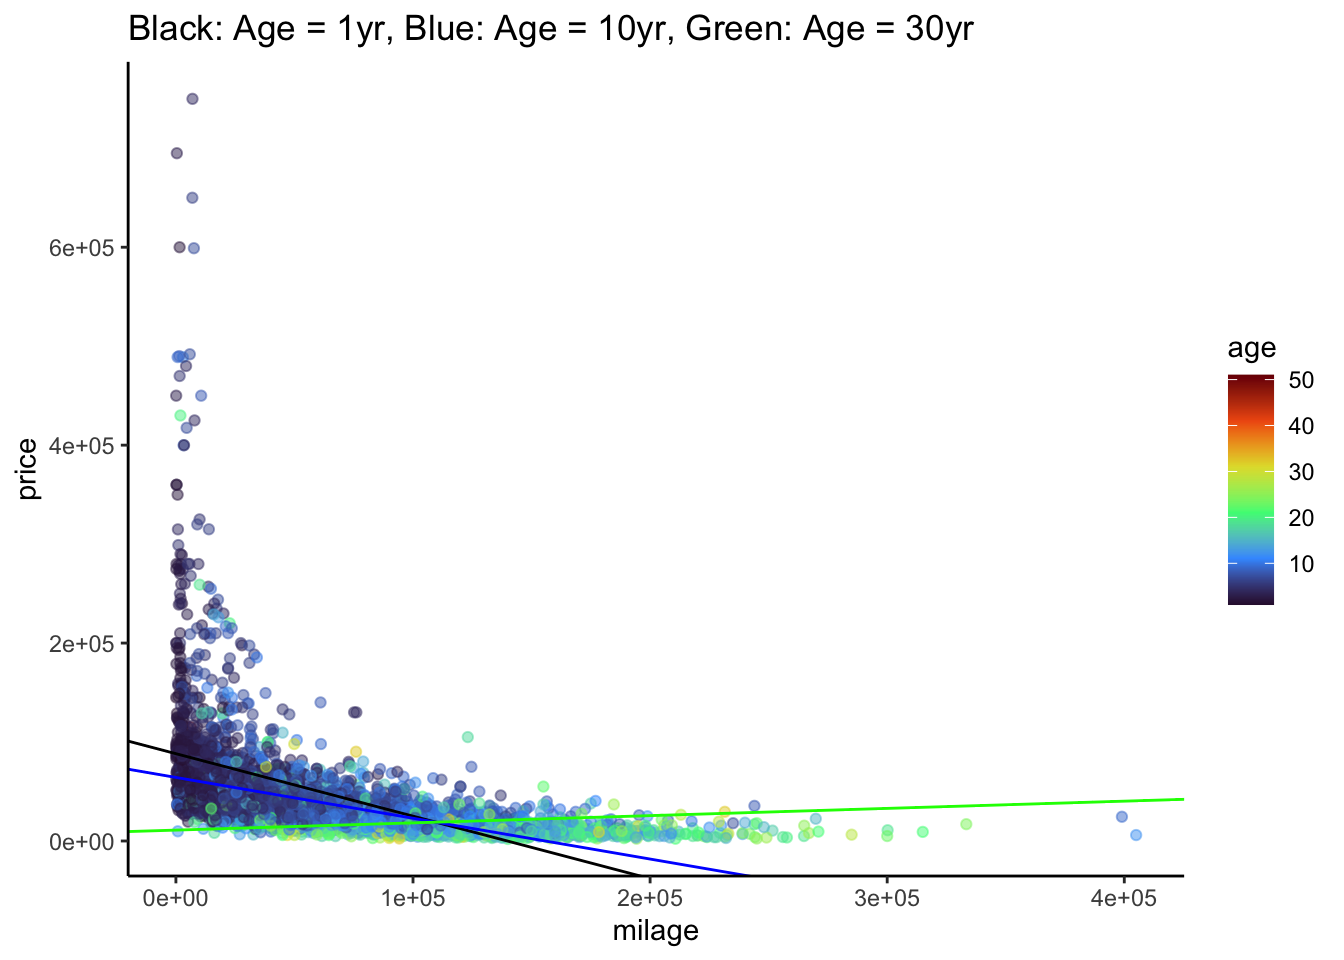 Black: Age = 1yr, Blue: Age = 10yr, Green: Age = 30yr
price
6e+05
4e+05
2e+05
0e+00
0e+00 1e+05 2e+05 3e+05 4e+05
milage
age
50
40
30
20
10